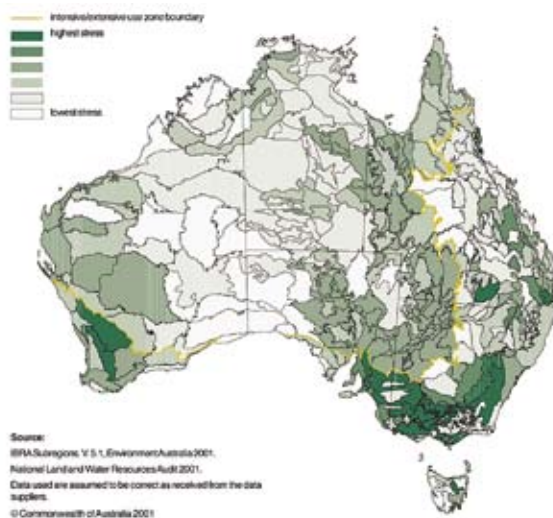 intensive/extensive use zone boundary
highest stress
lowest stress
Source:
IBRA Subregions V. 5.1, Environment Australia 2001.
National Land and Water Resources Audit 2001.
Data used are assumed to be correct as received from the data
suppliers.
© Commonwealth of Australia 2001